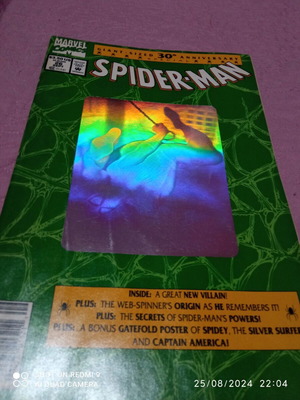 GIANT-SIZED 30th ANNIVERSARY
MARVEL
SPIDER-MAN
INSIDE: A GREAT NEW VILLAIN!
PLUS: THE WEB-SPINNER'S ORIGIN AS HE REMEMBERS IT!
PLUS: THE SECRETS OF SPIDER-MAN'S POWERS!
PLUS: A BONUS GATEFOLD POSTER OF SPIDEY, THE SILVER SURFER
AND CAPTAIN AMERICA!
25/08/2024 22:04